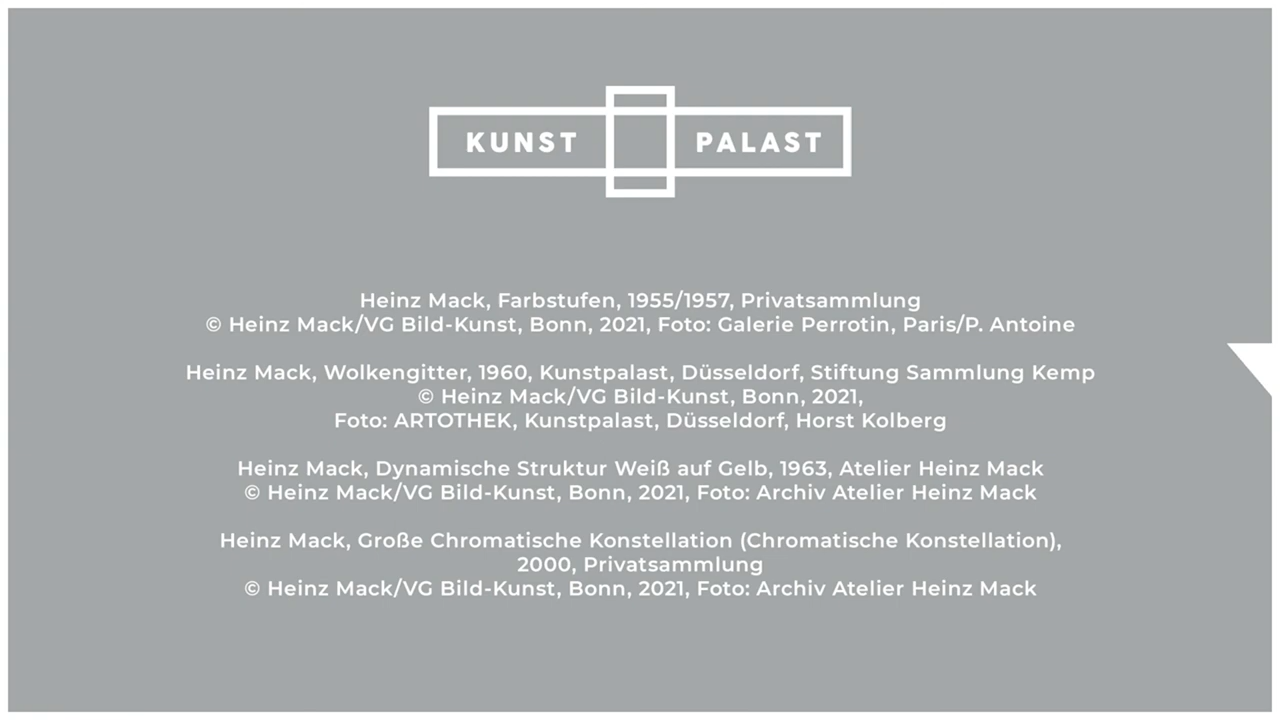 KUNST PALAST
Heinz Mack, Farbstufen, 1955/1957, Privatsammlung
© Heinz Mack/VG Bild-Kunst, Bonn, 2021, Foto: Galerie Perrotin, Paris/P. Antoine
Heinz Mack, Wolkengitter, 1960, Kunstpalast, Düsseldorf, Stiftung Sammlung Kemp
© Heinz Mack/VG Bild-Kunst, Bonn, 2021,
Foto: ARTOTHEK, Kunstpalast, Düsseldorf, Horst Kolberg
Heinz Mack, Dynamische Struktur Weiß auf Gelb, 1963, Atelier Heinz Mack
© Heinz Mack/VG Bild-Kunst, Bonn, 2021, Foto: Archiv Atelier Heinz Mack
Heinz Mack, Große Chromatische Konstellation (Chromatische Konstellation),
2000, Privatsammlung
© Heinz Mack/VG Bild-Kunst, Bonn, 2021, Foto: Archiv Atelier Heinz Mack